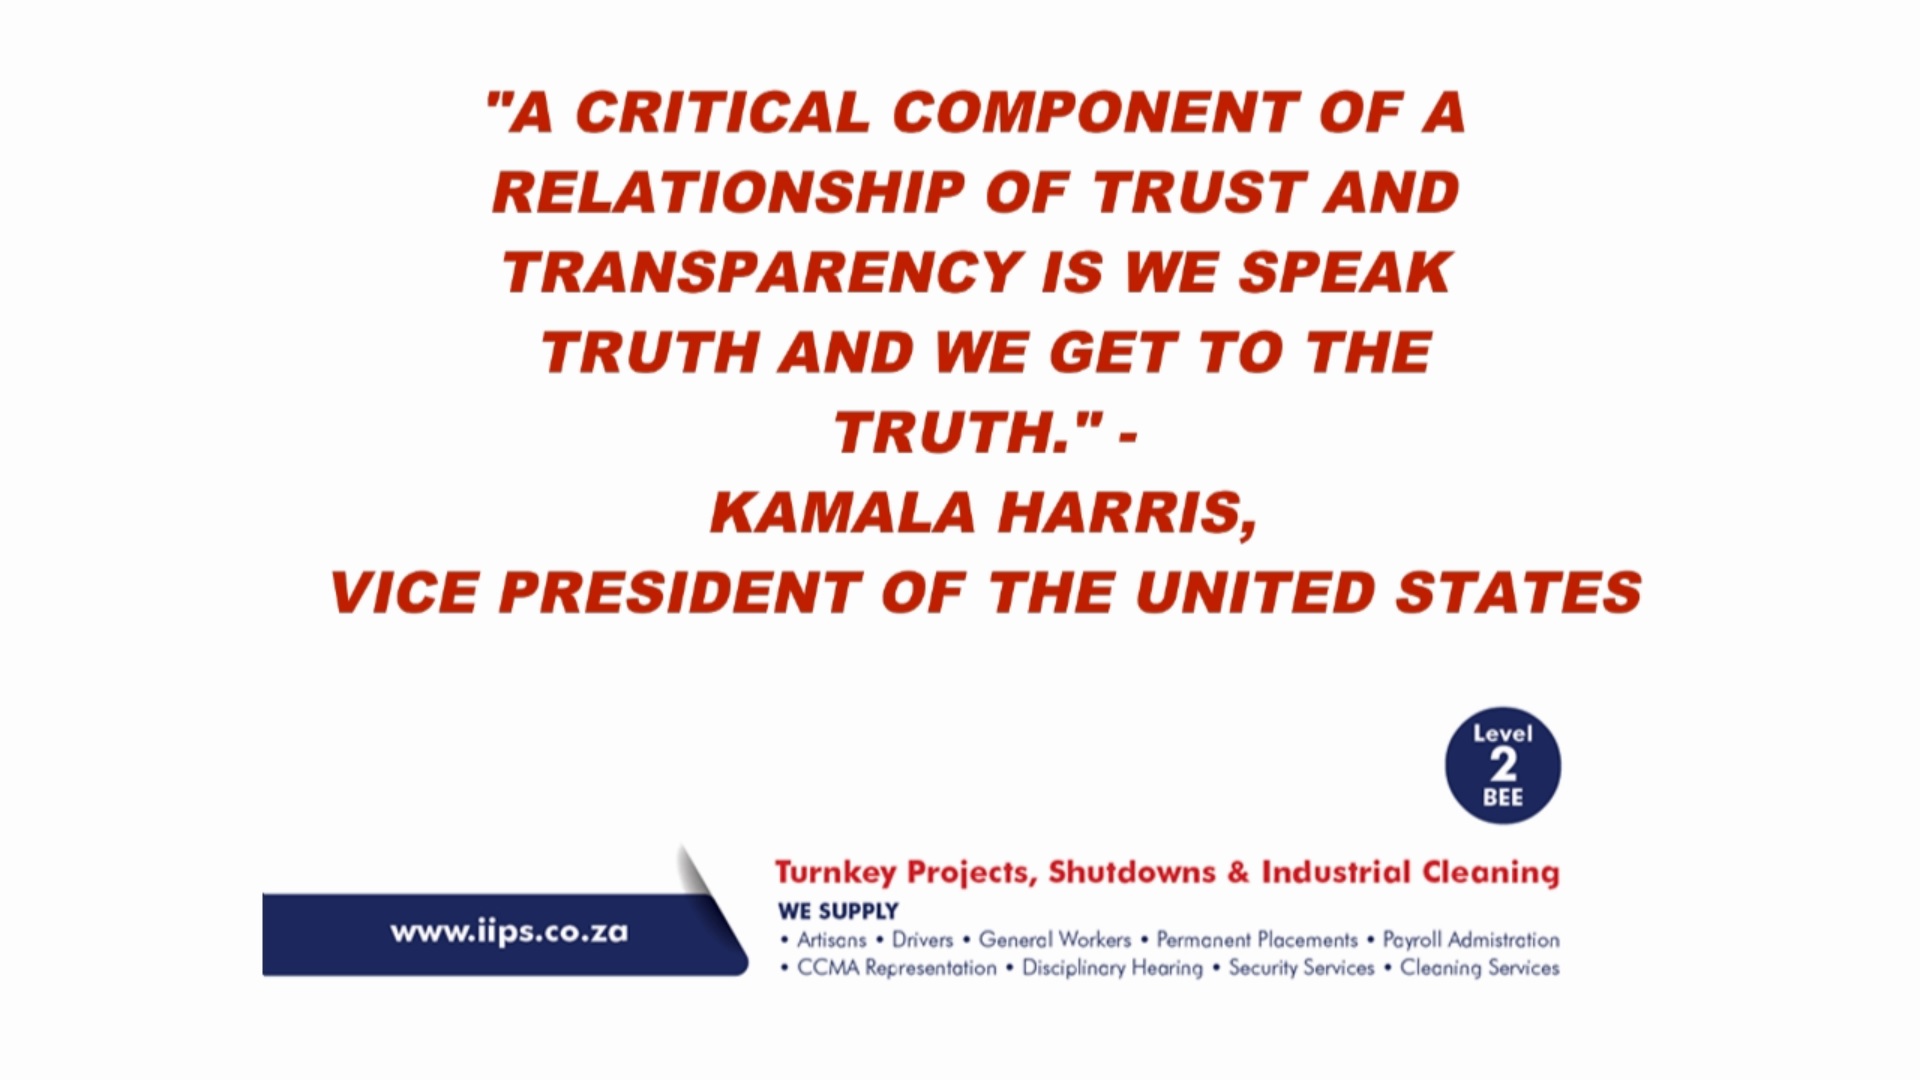 "A CRITICAL COMPONENT OF A
RELATIONSHIP OF TRUST AND
TRANSPARENCY IS WE SPEAK
TRUTH AND WE GET TO THE
TRUTH." -
KAMALA HARRIS,
VICE PRESIDENT OF THE UNITED STATES
Level
2
BEE
www.iips.co.za
Turnkey Projects, Shutdowns & Industrial Cleaning
WE SUPPLY
• Artisans • Drivers • General Workers • Permanent Placements • Payroll Admistration
• CCMA Representation • Disciplinary Hearing • Security Services • Cleaning Services